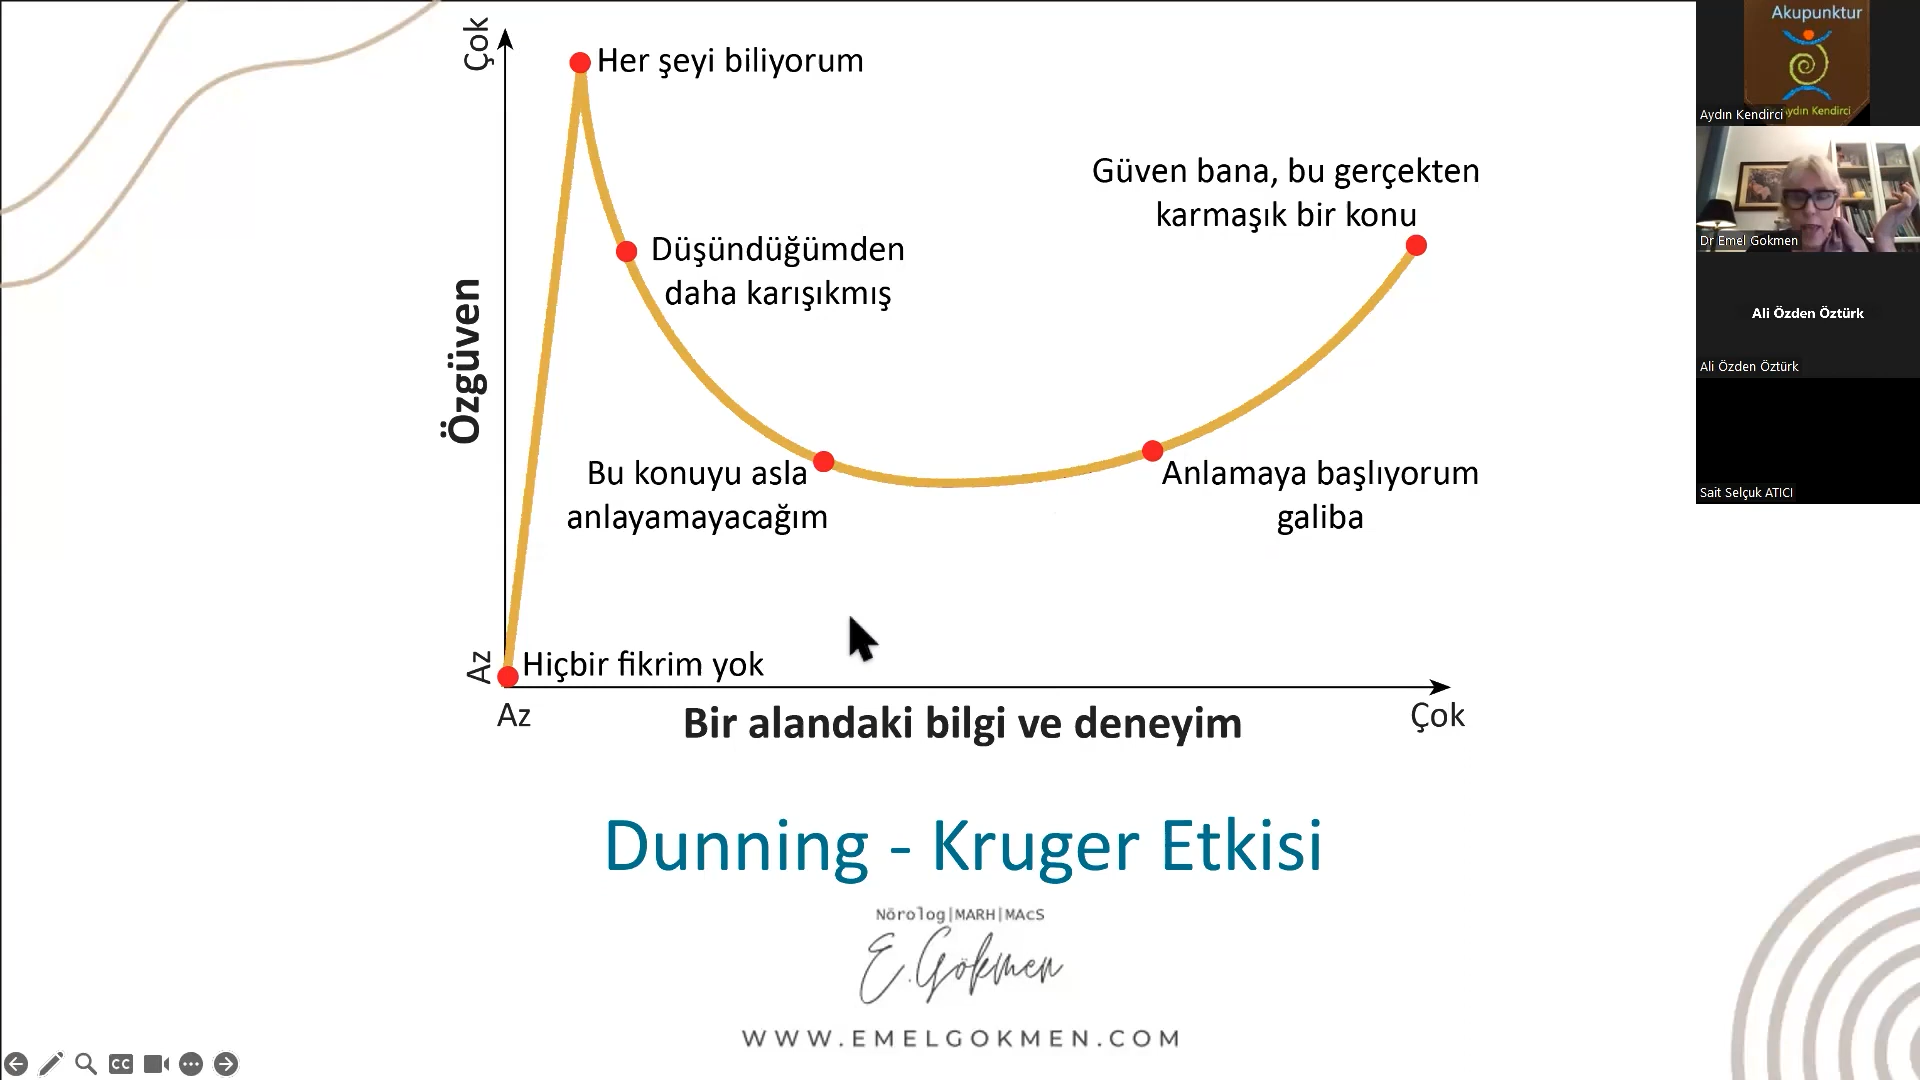 Çok
Her şeyi biliyorum
Düşündüğümden
daha karışıkmış
Güven bana, bu gerçekten
karmaşık bir konu
Özgüven
Bu konuyu asla
anlayamayacağım
Anlamaya başlıyorum
galiba
Az
Hiçbir fikrim yok
Az
Bir alandaki bilgi ve deneyim
Çok
Dunning - Kruger Etkisi
Nörolog|MARH|MAcS
E.Gökmen
WWW.EMELGOKMEN.COM
CC
Akupunktur
Aydın Kendirci
Aydın Kendirci
Dr Emel Gokmen
Ali Özden Öztürk
Ali Özden Öztürk
Sait Selçuk ATICI